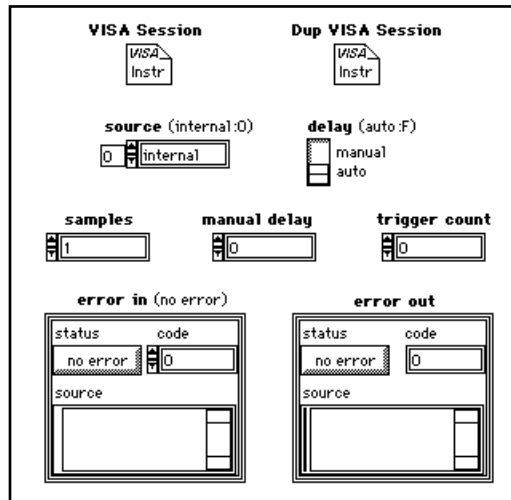 VISA Session Dup VISA Session
VISA VISA
Instr Instr
source (internal:0) delay (auto:F)
0 internal manual
auto
samples manual delay trigger count
1 0 0
error in (no error) error out
status code status code
no error 0 no error 0
source source